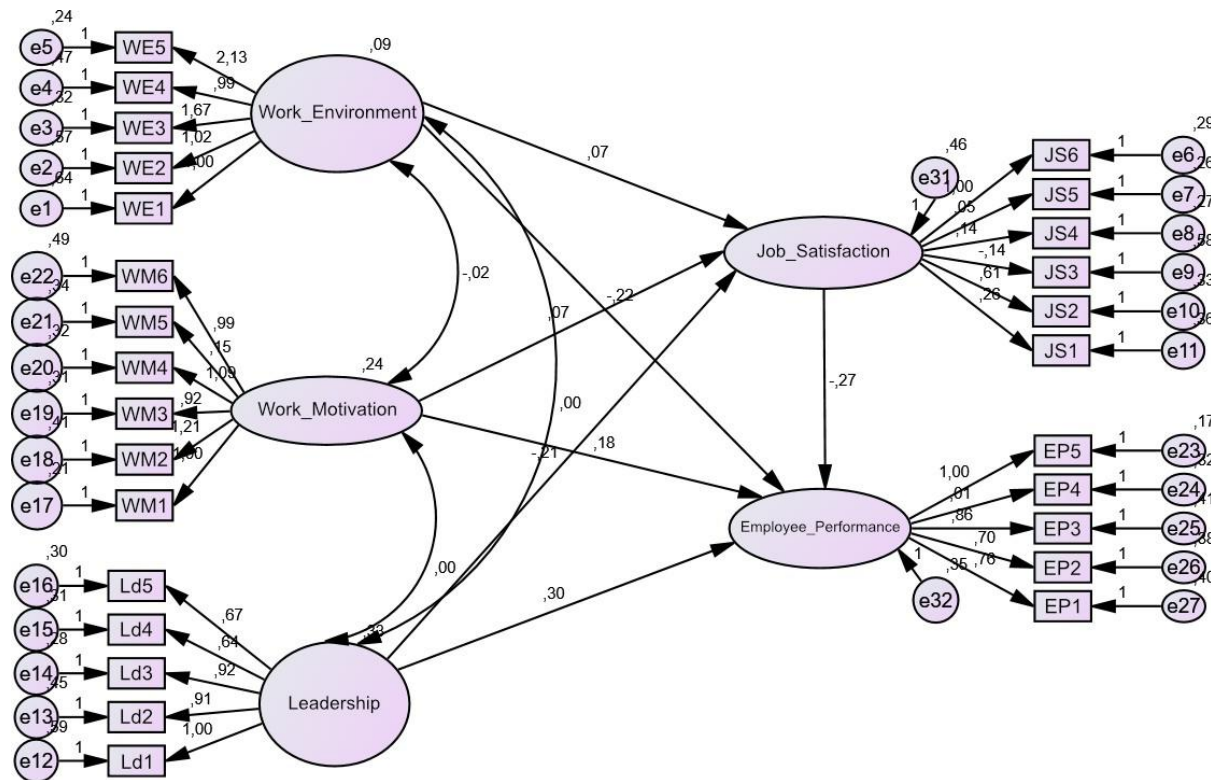 ,24
e5 1 WE5
,47
e4 1 WE4
,32
e3 1 WE3
,57
e2 1 WE2
,64
e1 1 WE1
2,13
,99
1,67
1,02
,09
Work_Environment
,49
e22 1 WM6
,34
e21 1 WM5
,32
e20 1 WM4
,31
e19 1 WM3
,41
e18 1 WM2
,21
e17 1 WM1
,99
,15
1,09
,92
1,21
1,00
,24
Work_Motivation
,30
e16 1 Ld5
,31
e15 1 Ld4
,28
e14 1 Ld3
,45
e13 1 Ld2
,59
e12 1 Ld1
,67
,64
,92
,91
1,00
,33
Leadership
-,02
,00
,00
,07
-,22
,07
-,21
,18
,30
-,27
,46
e31
1
Job_Satisfaction
1,00
,05
,14
-,14
,61
,26
,29
JS6 1 e6
,26
JS5 1 e7
,27
JS4 1 e8
,58
JS3 1 e9
,33
JS2 1 e10
,36
JS1 1 e11
Employee_Performance
1
,35
e32
1,00
,01
,86
,70
,76
,17
EP5 1 e23
,32
EP4 1 e24
,41
EP3 1 e25
,38
EP2 1 e26
,40
EP1 1 e27